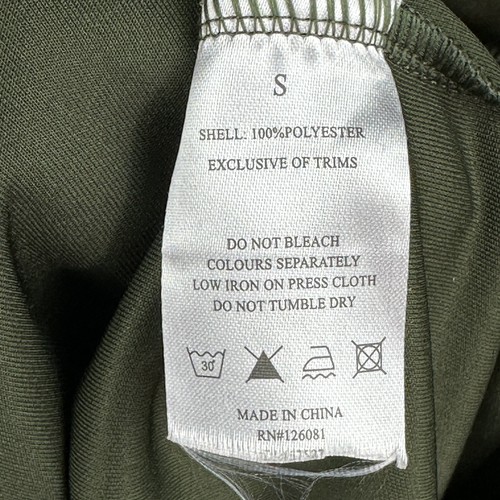 S
SHELL: 100%POLYESTER
EXCLUSIVE OF TRIMS
DO NOT BLEACH
COLOURS SEPARATELY
LOW IRON ON PRESS CLOTH
DO NOT TUMBLE DRY
30°
MADE IN CHINA
RN#126081